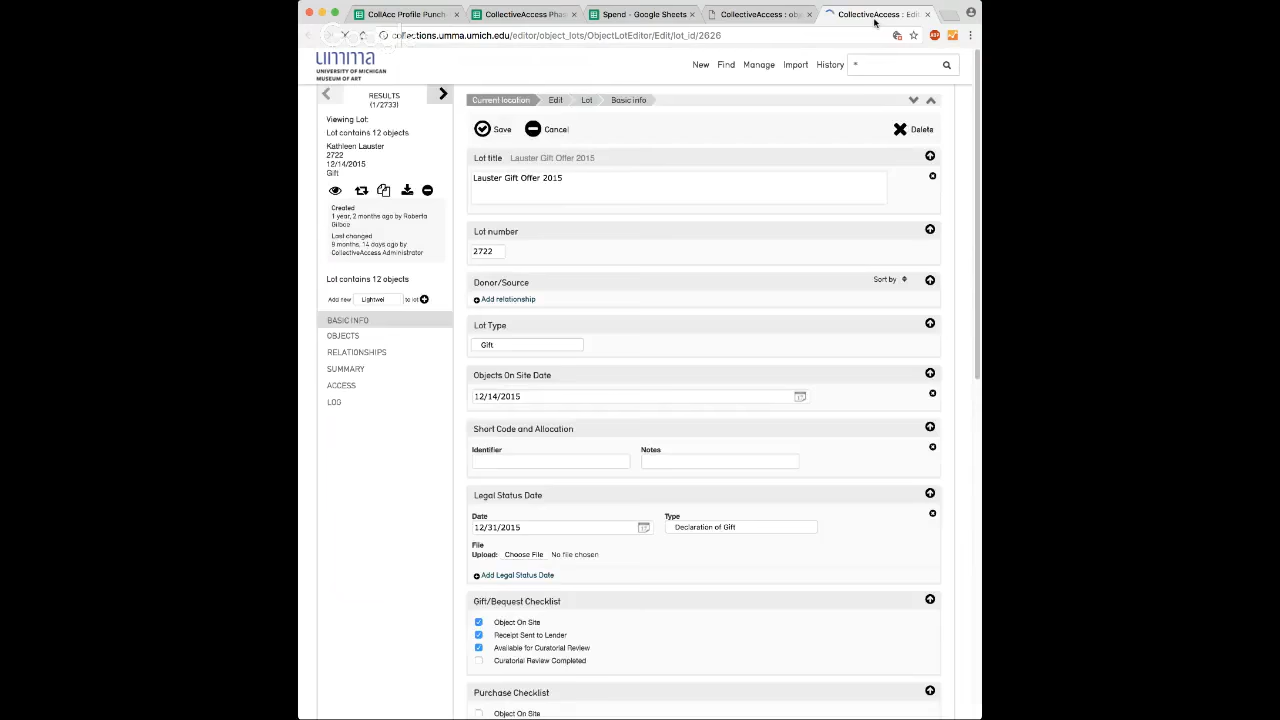 CollAcc Profile Punch
CollectiveAccess Phas
Spend - Google Sheets
CollectiveAccess : obj
CollectiveAccess : Edit
collections.umma.umich.edu/editor/object_lots/ObjectLotEditor/Edit/lot_id/2626
umma
UNIVERSITY OF MICHIGAN
MUSEUM OF ART
New Find Manage Import History *
RESULTS
(1/2733)
Viewing Lot:
Lot contains 12 objects
Kathleen Lauster
2722
12/14/2015
Gift
Created
1 year, 2 months ago by Roberta
Gilboe
Last changed
9 months, 14 days ago by
CollectiveAccess Administrator
Lot contains 12 objects
Add new Lightwei to lot
BASIC INFO
OBJECTS
RELATIONSHIPS
SUMMARY
ACCESS
LOG
Current location Edit Lot Basic info
Save Cancel Delete
Lot title Lauster Gift Offer 2015
Lauster Gift Offer 2015
Lot number
2722
Donor/Source Sort by
Add relationship
Lot Type
Gift
Objects On Site Date
12/14/2015
Short Code and Allocation
Identifier Notes
Legal Status Date
Date Type
12/31/2015 Declaration of Gift
File
Upload: Choose File No file chosen
Add Legal Status Date
Gift/Bequest Checklist
Object On Site
Receipt Sent to Lender
Available for Curatorial Review
Curatorial Review Completed
Purchase Checklist
Object On Site